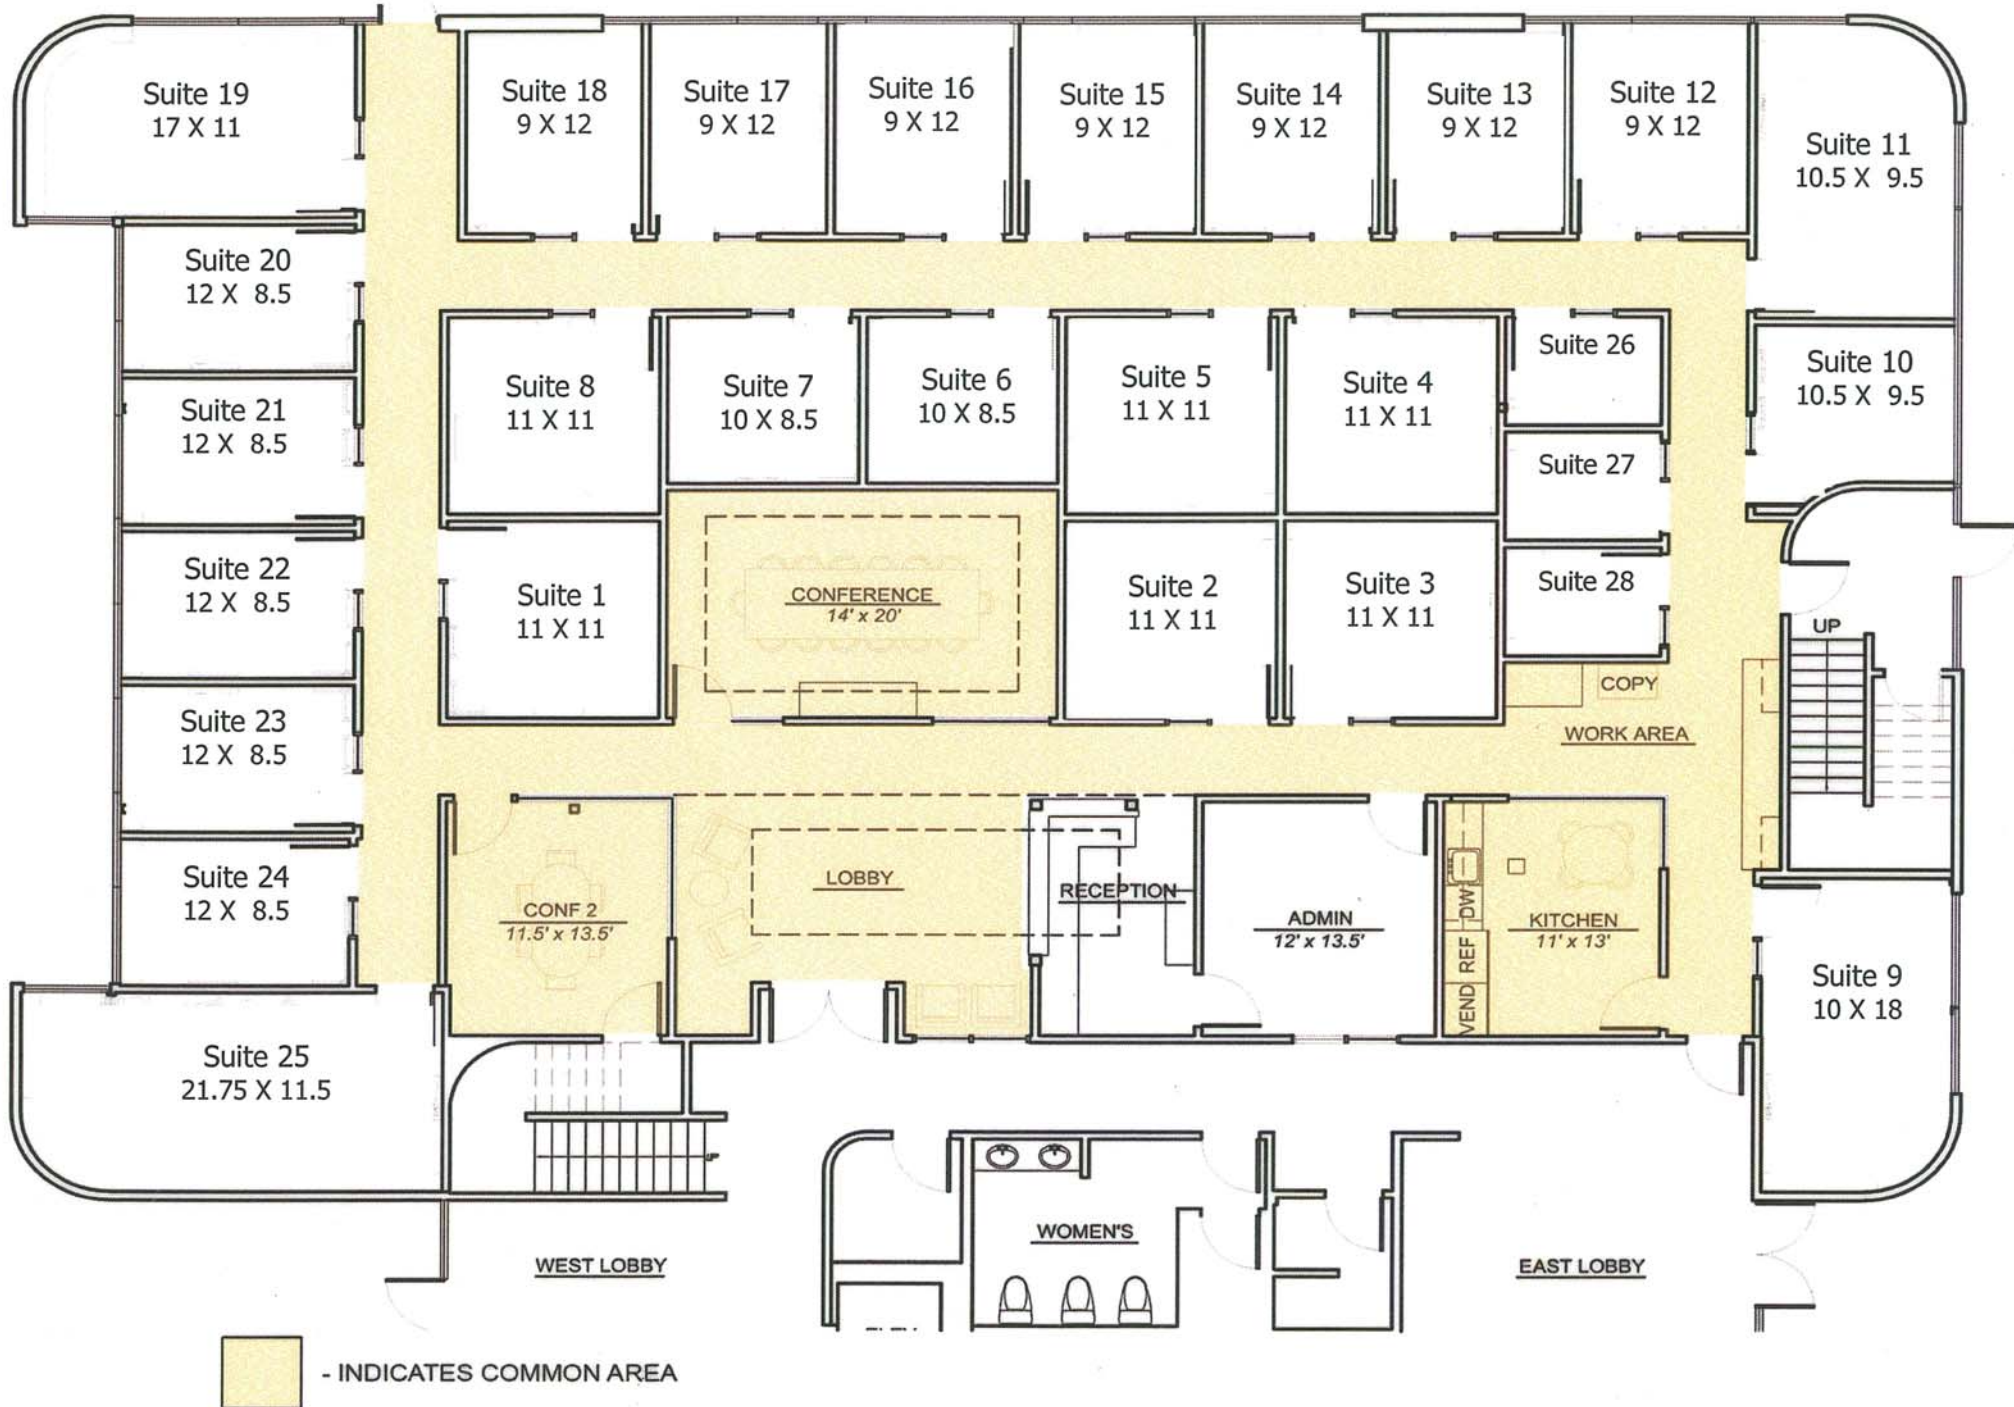 Suite 19
17 X 11
Suite 18
9 X 12
Suite 17
9 X 12
Suite 16
9 X 12
Suite 15
9 X 12
Suite 14
9 X 12
Suite 13
9 X 12
Suite 12
9 X 12
Suite 11
10.5 X 9.5
Suite 20
12 X 8.5
Suite 8
11 X 11
Suite 7
10 X 8.5
Suite 6
10 X 8.5
Suite 5
11 X 11
Suite 4
11 X 11
Suite 26
Suite 10
10.5 X 9.5
Suite 21
12 X 8.5
Suite 27
Suite 22
12 X 8.5
Suite 1
11 X 11
CONFERENCE
14' x 20'
Suite 2
11 X 11
Suite 3
11 X 11
Suite 28
UP
COPY
WORK AREA
Suite 23
12 X 8.5
Suite 24
12 X 8.5
CONF 2
11.5' x 13.5'
LOBBY
RECEPTION
ADMIN
12' x 13.5'
DW
REF
VEND
KITCHEN
11' x 13'
Suite 9
10 X 18
Suite 25
21.75 X 11.5
WOMEN'S
WEST LOBBY
EAST LOBBY
- INDICATES COMMON AREA